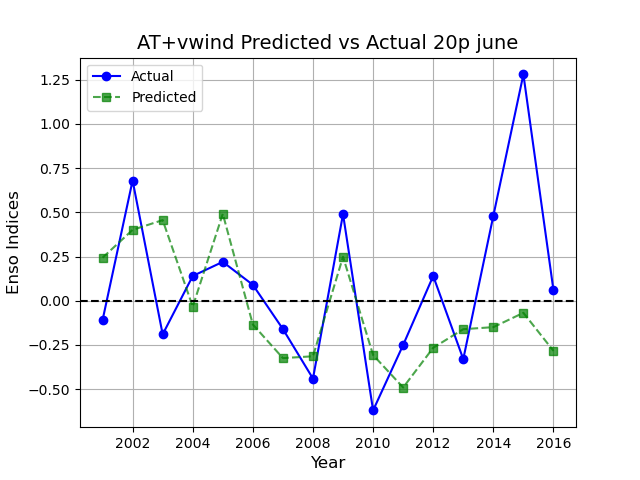 AT+vwind Predicted vs Actual 20p june
Actual
Predicted
1.25
1.00
0.75
0.50
0.25
0.00
−0.25
−0.50
Enso Indices
2002 2004 2006 2008 2010 2012 2014 2016
Year